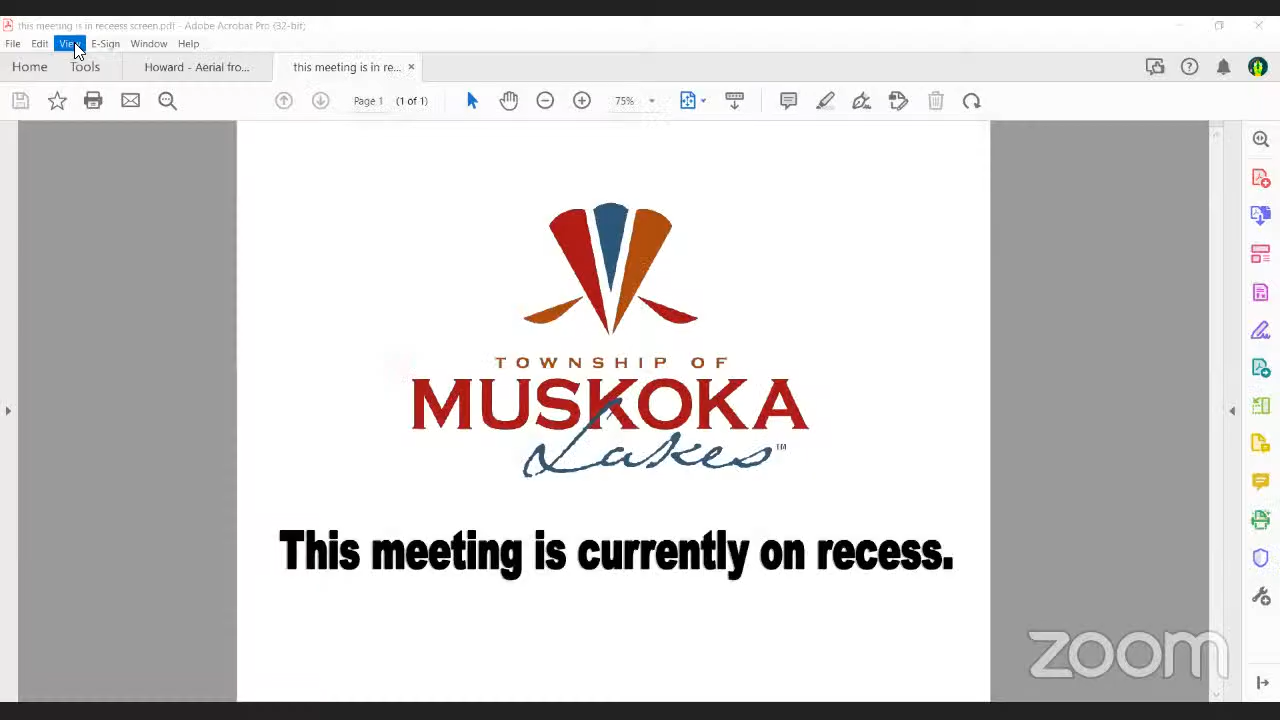 this meeting is in receess screen.pdf - Adobe Acrobat Pro (32-bit)
File Edit View E-Sign Window Help
Home Tools Howard - Aerial fro... this meeting is in re... ×
Page 1 (1 of 1) 75%
TOWNSHIP OF
MUSKOKA
Lakes™
This meeting is currently on recess.
zoom